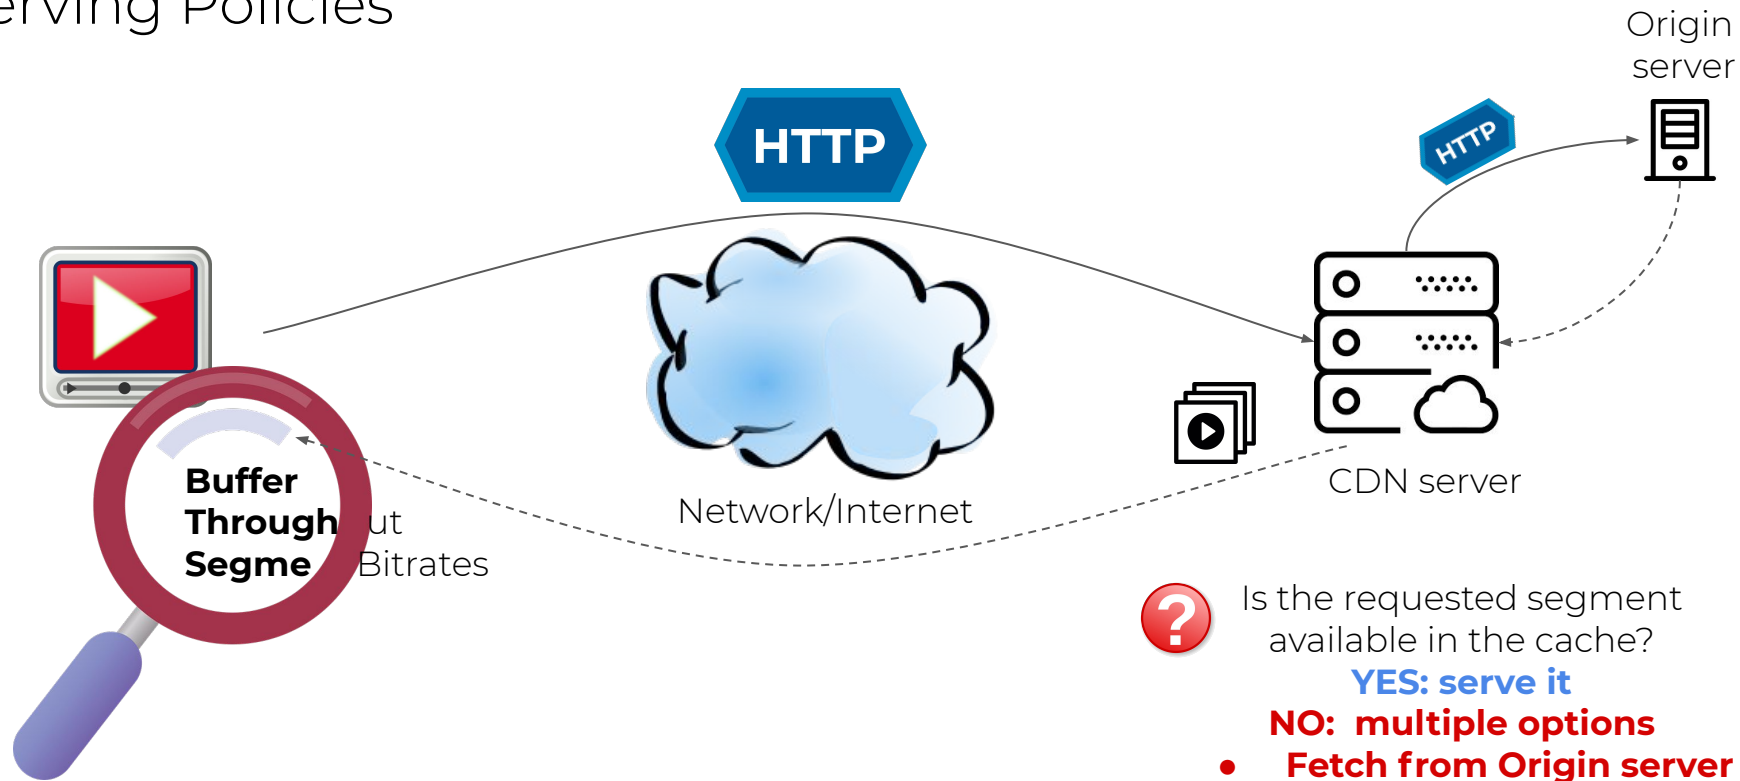 erving Policies
Origin
server
HTTP
HTTP
Buffer
Through ut
Segme Bitrates
Network/Internet
CDN server
Is the requested segment
available in the cache?
YES: serve it
NO: multiple options
● Fetch from Origin server